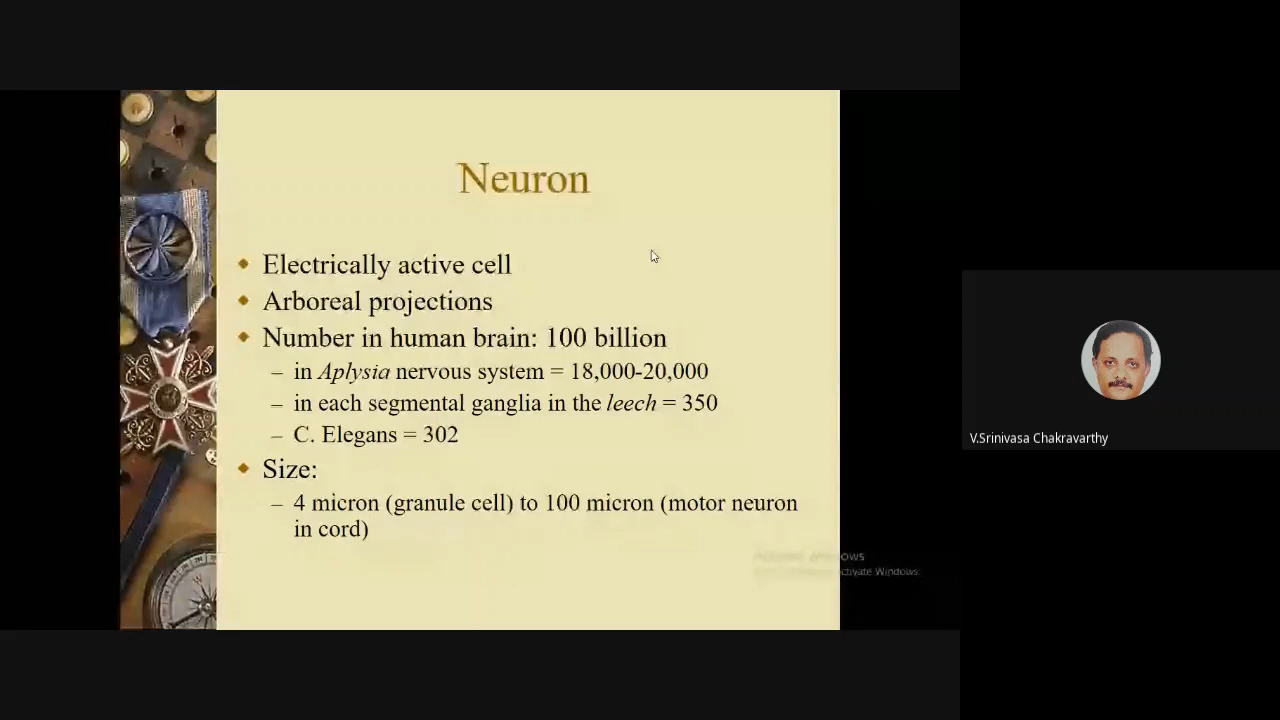 Neuron
Electrically active cell
Arboreal projections
Number in human brain: 100 billion
– in Aplysia nervous system = 18,000-20,000
– in each segmental ganglia in the leech = 350
– C. Elegans = 302
Size:
– 4 micron (granule cell) to 100 micron (motor neuron
in cord)
Windows
Activate Windows.
V.Srinivasa Chakravarthy